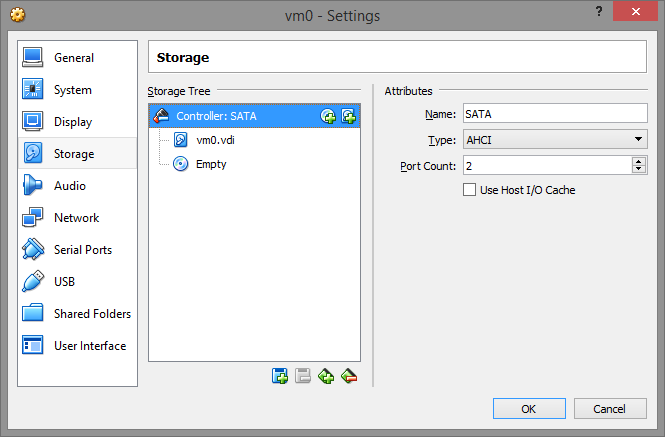 vm0 - Settings
?
General
System
Display
Storage
Audio
Network
Serial Ports
USB
Shared Folders
User Interface
Storage
Storage Tree
Controller: SATA
vm0.vdi
Empty
Attributes
Name: SATA
Type: AHCI
Port Count: 2
Use Host I/O Cache
OK
Cancel